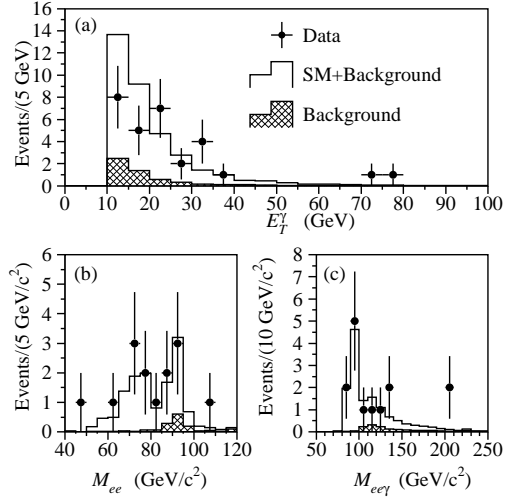 (a)
Data
SM+Background
Background
Events/(5 GeV)
16
14
12
10
8
6
4
2
0
0 10 20 30 40 50 60 70 80 90 100
E_T^γ (GeV)
(b)
Events/(5 GeV/c²)
6
5
4
3
2
1
0
40 60 80 100 120
M_ee (GeV/c²)
(c)
Events/(10 GeV/c²)
8
7
6
5
4
3
2
1
0
50 100 150 200 250
M_eeγ (GeV/c²)